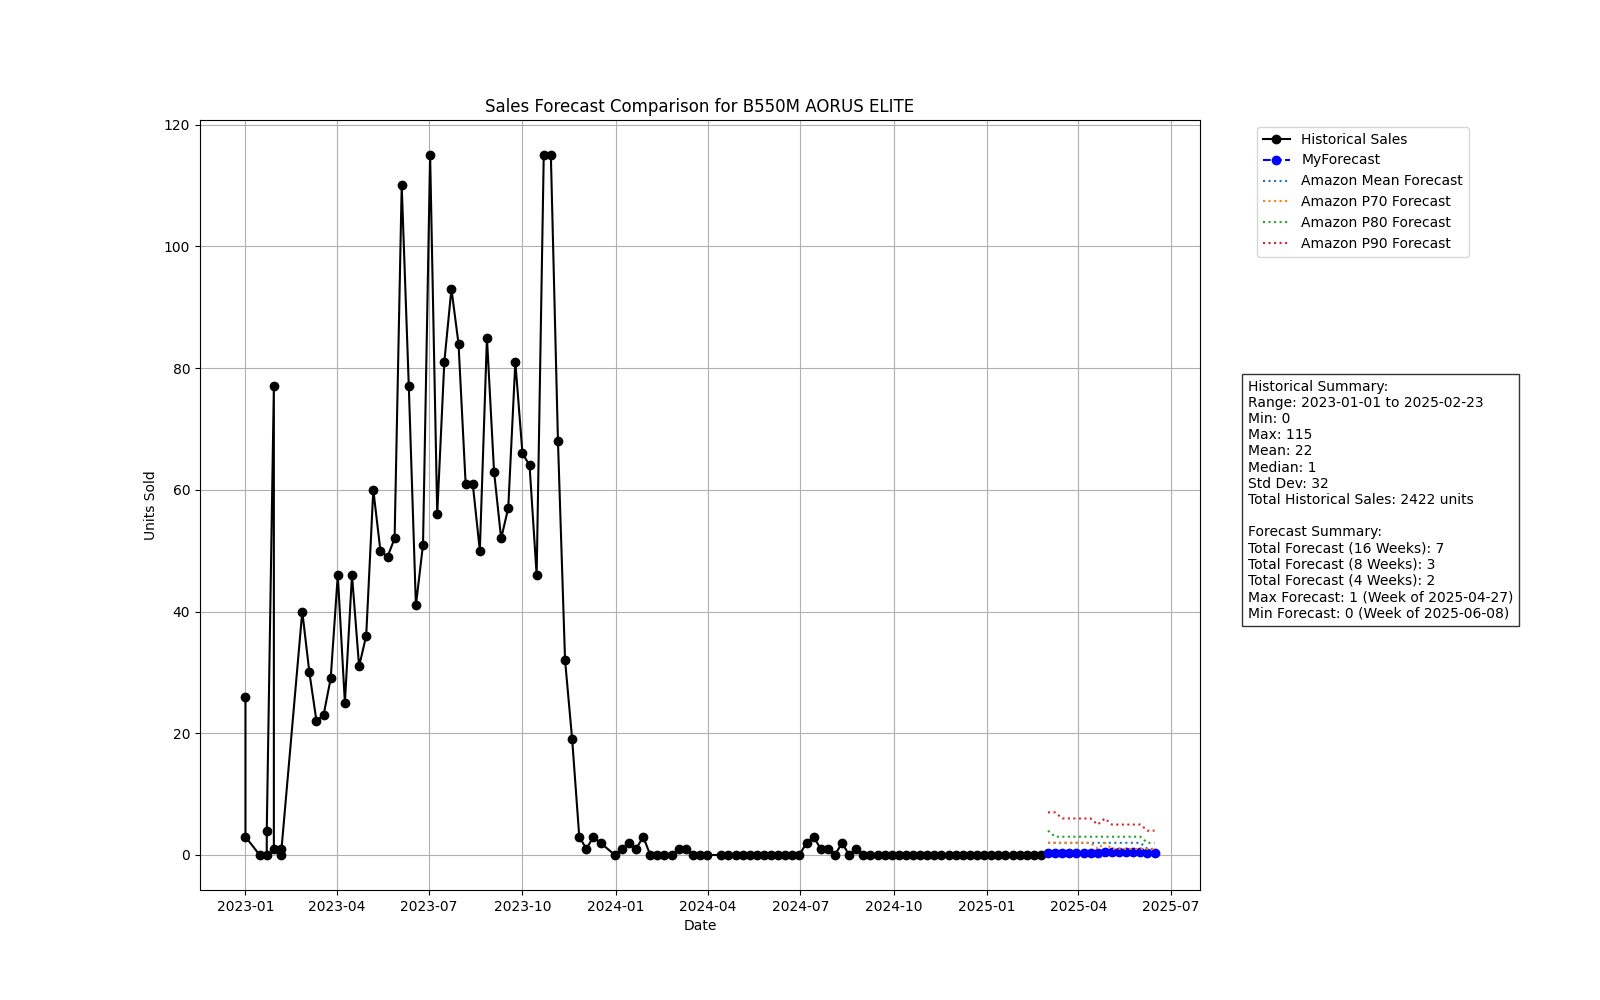 Sales Forecast Comparison for B550M AORUS ELITE
Historical Sales
MyForecast
Amazon Mean Forecast
Amazon P70 Forecast
Amazon P80 Forecast
Amazon P90 Forecast
120
100
80
60
40
20
0
Units Sold
2023-01
2023-04
2023-07
2023-10
2024-01
2024-04
2024-07
2024-10
2025-01
2025-04
2025-07
Date
Historical Summary:
Range: 2023-01-01 to 2025-02-23
Min: 0
Max: 115
Mean: 22
Median: 1
Std Dev: 32
Total Historical Sales: 2422 units
Forecast Summary:
Total Forecast (16 Weeks): 7
Total Forecast (8 Weeks): 3
Total Forecast (4 Weeks): 2
Max Forecast: 1 (Week of 2025-04-27)
Min Forecast: 0 (Week of 2025-06-08)